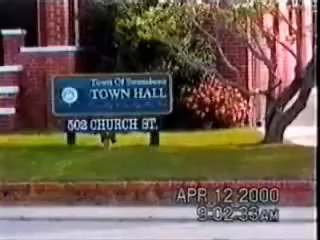 Town Of Swansboro
TOWN HALL
502 CHURCH ST.
APR. 12 2000
9:02:33AM